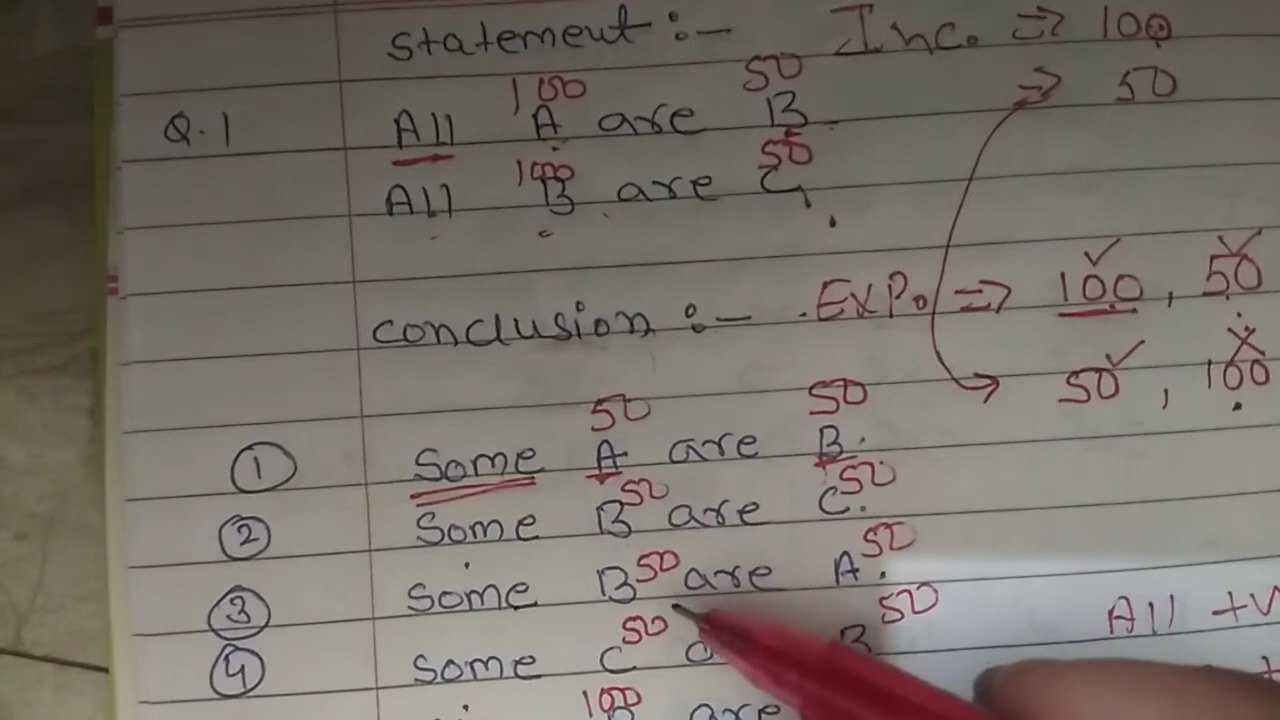 Statement :- Inc. ⇒ 100
⇒ 50
100 50
Q.1 All A are B
100 50
All B are C
Conclusion :- Exp. ⇒ 100, 50
50, 100
50 50
① Some A are B.
50 50
② Some B are C.
③ Some B 50 are A. 50
50 50
④ Some C B
All
100
are